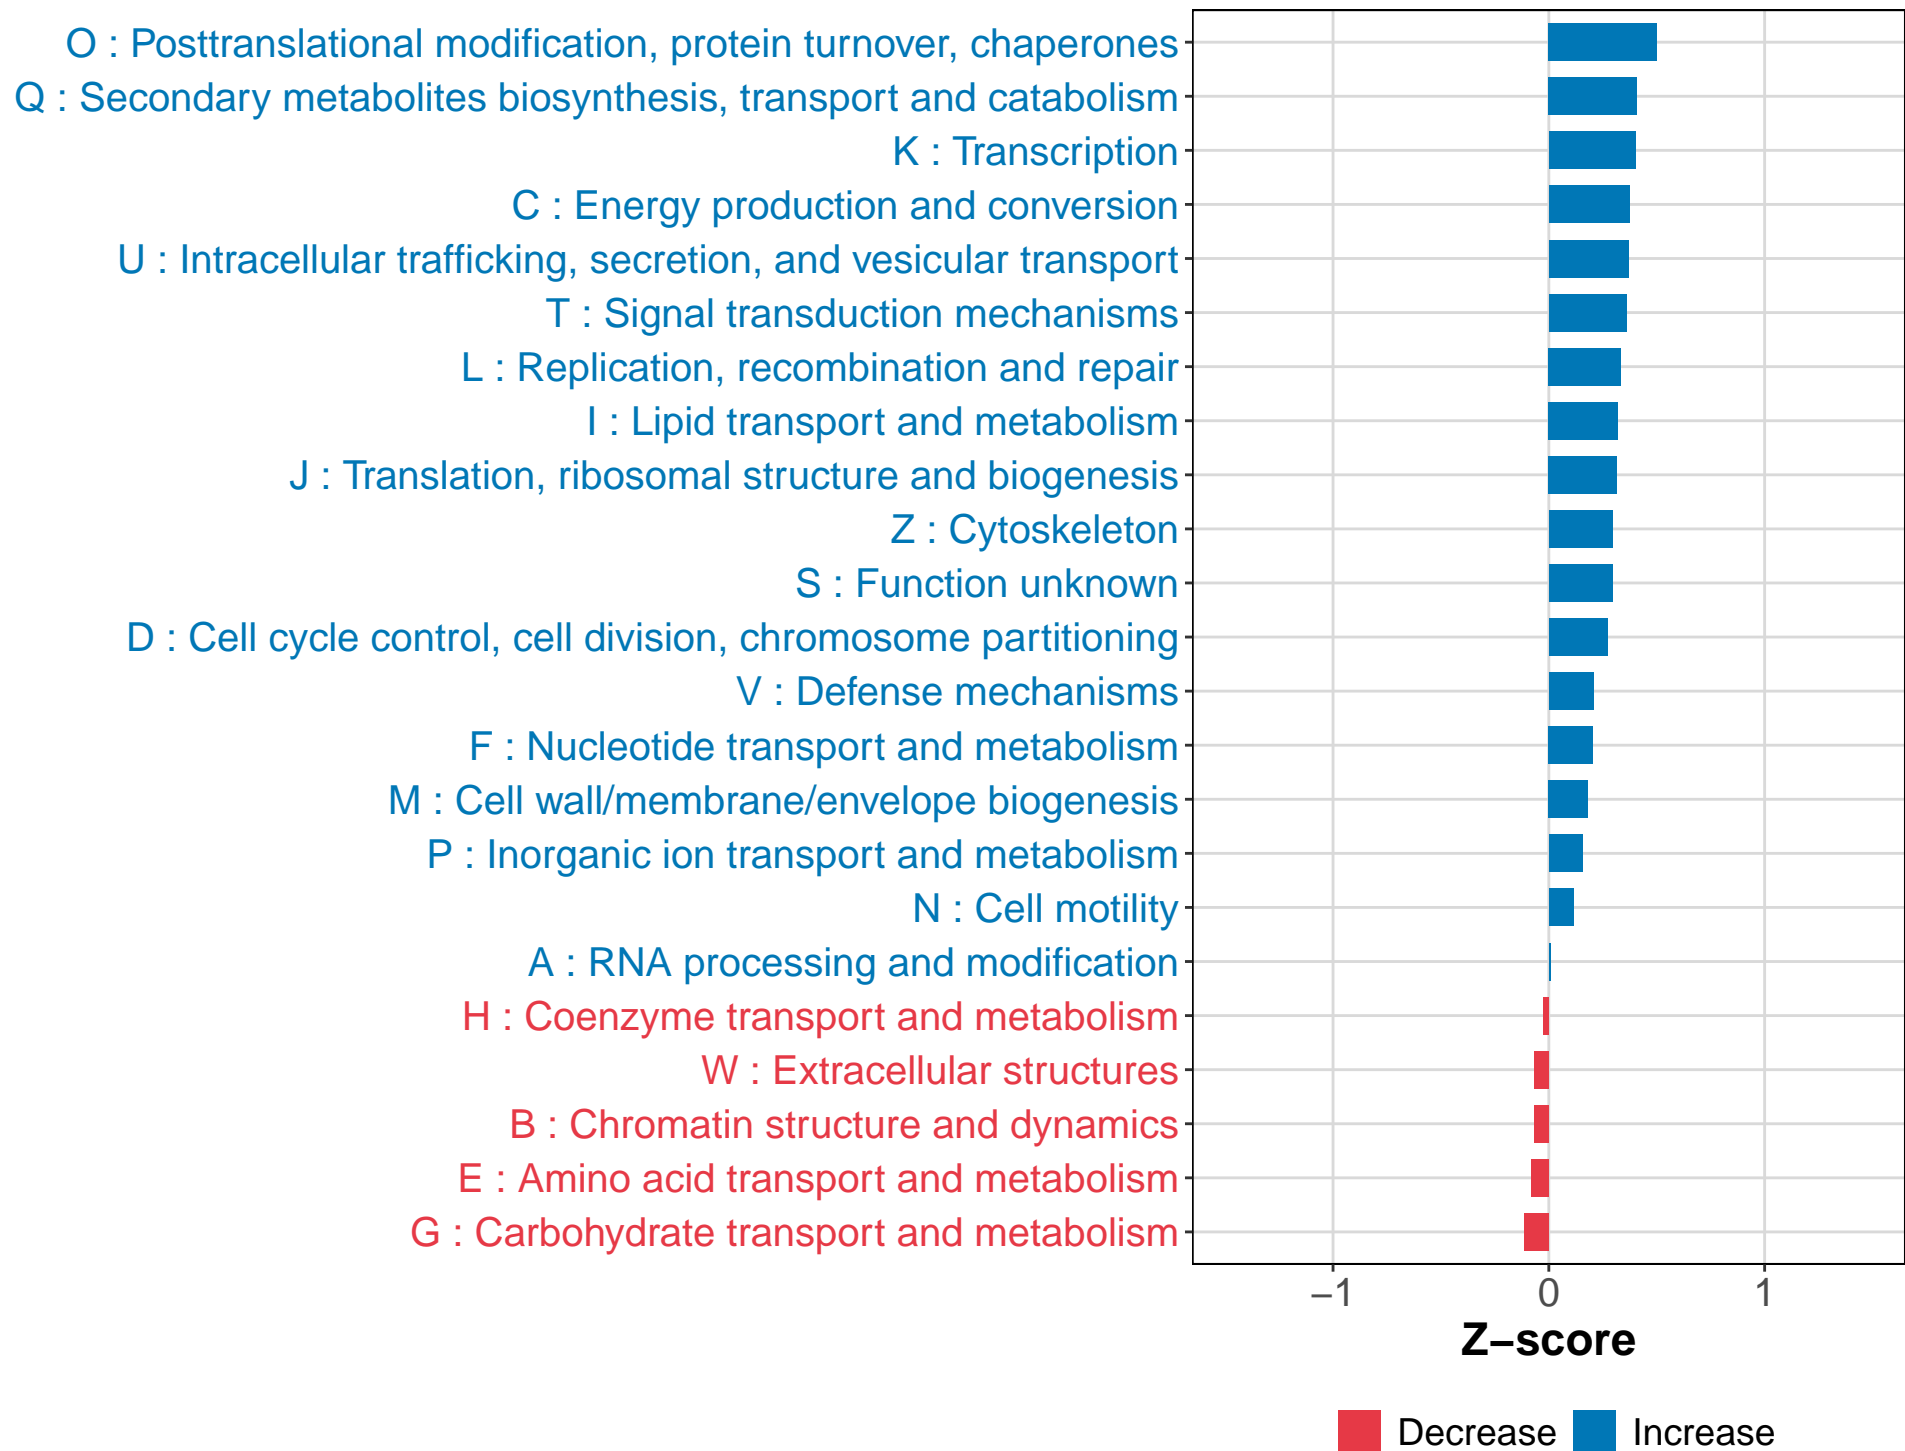 O : Posttranslational modification, protein turnover, chaperones
Q : Secondary metabolites biosynthesis, transport and catabolism
K : Transcription
C : Energy production and conversion
U : Intracellular trafficking, secretion, and vesicular transport
T : Signal transduction mechanisms
L : Replication, recombination and repair
I : Lipid transport and metabolism
J : Translation, ribosomal structure and biogenesis
Z : Cytoskeleton
S : Function unknown
D : Cell cycle control, cell division, chromosome partitioning
V : Defense mechanisms
F : Nucleotide transport and metabolism
M : Cell wall/membrane/envelope biogenesis
P : Inorganic ion transport and metabolism
N : Cell motility
A : RNA processing and modification
H : Coenzyme transport and metabolism
W : Extracellular structures
B : Chromatin structure and dynamics
E : Amino acid transport and metabolism
G : Carbohydrate transport and metabolism
−1 0 1
Z−score
Decrease Increase